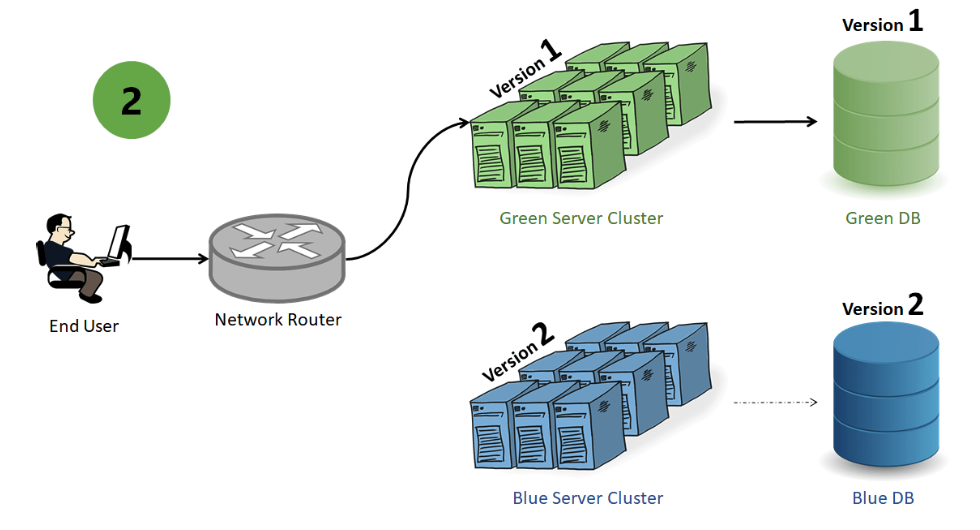 Version 1
Version 1
2
Green Server Cluster
Green DB
End User
Network Router
Version 2
Version 2
Blue Server Cluster
Blue DB